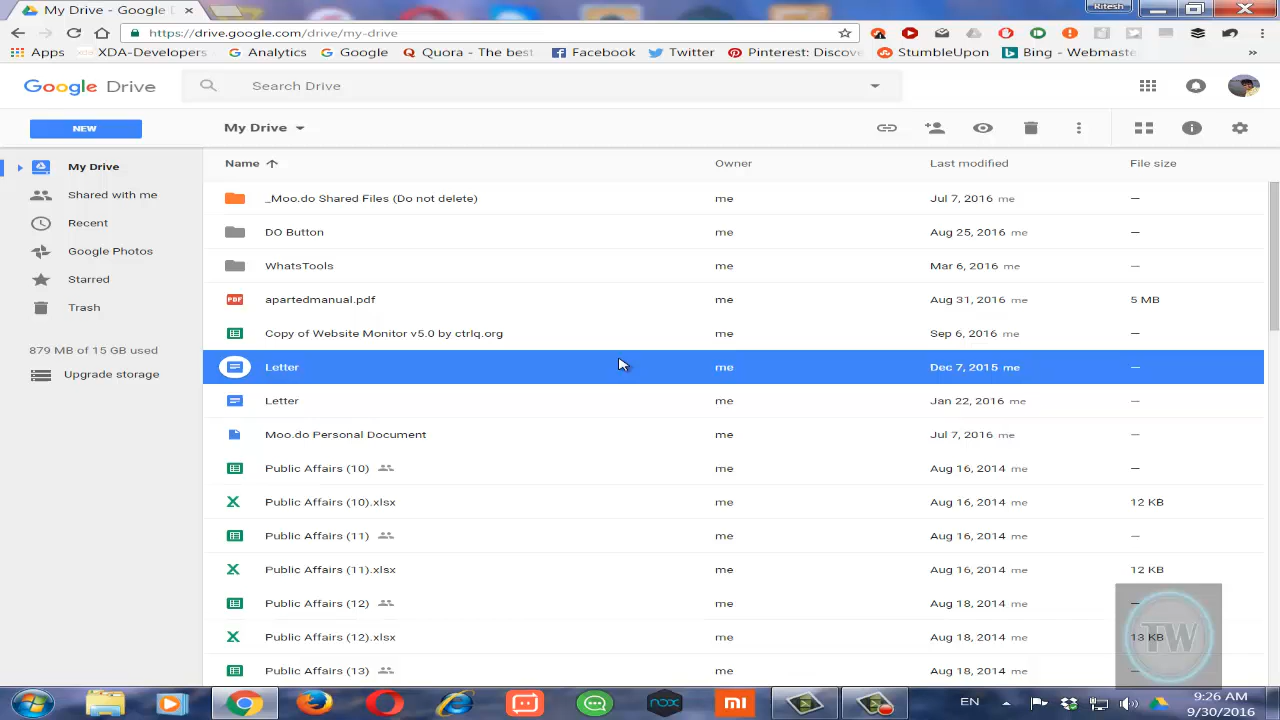 My Drive - Google D
Ritesh
https://drive.google.com/drive/my-drive
Apps XDA-Developers Analytics Google Quora - The best Facebook Twitter Pinterest: Discov StumbleUpon Bing - Webmaste »
Google Drive Search Drive
NEW My Drive
Name Owner Last modified File size
My Drive
Shared with me
Recent
Google Photos
Starred
Trash
879 MB of 15 GB used
Upgrade storage
_Moo.do Shared Files (Do not delete) me Jul 7, 2016 me —
DO Button me Aug 25, 2016 me —
WhatsTools me Mar 6, 2016 me —
PDF apartedmanual.pdf me Aug 31, 2016 me 5 MB
Copy of Website Monitor v5.0 by ctrlq.org me Sep 6, 2016 me —
Letter me Dec 7, 2015 me —
Letter me Jan 22, 2016 me —
Moo.do Personal Document me Jul 7, 2016 me —
Public Affairs (10) me Aug 16, 2014 me —
Public Affairs (10).xlsx me Aug 16, 2014 me 12 KB
Public Affairs (11) me Aug 16, 2014 me —
Public Affairs (11).xlsx me Aug 16, 2014 me 12 KB
Public Affairs (12) me Aug 18, 2014 me —
Public Affairs (12).xlsx me Aug 18, 2014 me 13 KB
Public Affairs (13) me Aug 18, 2014 me
TW
nox
mi
EN
9:26 AM
9/30/2016